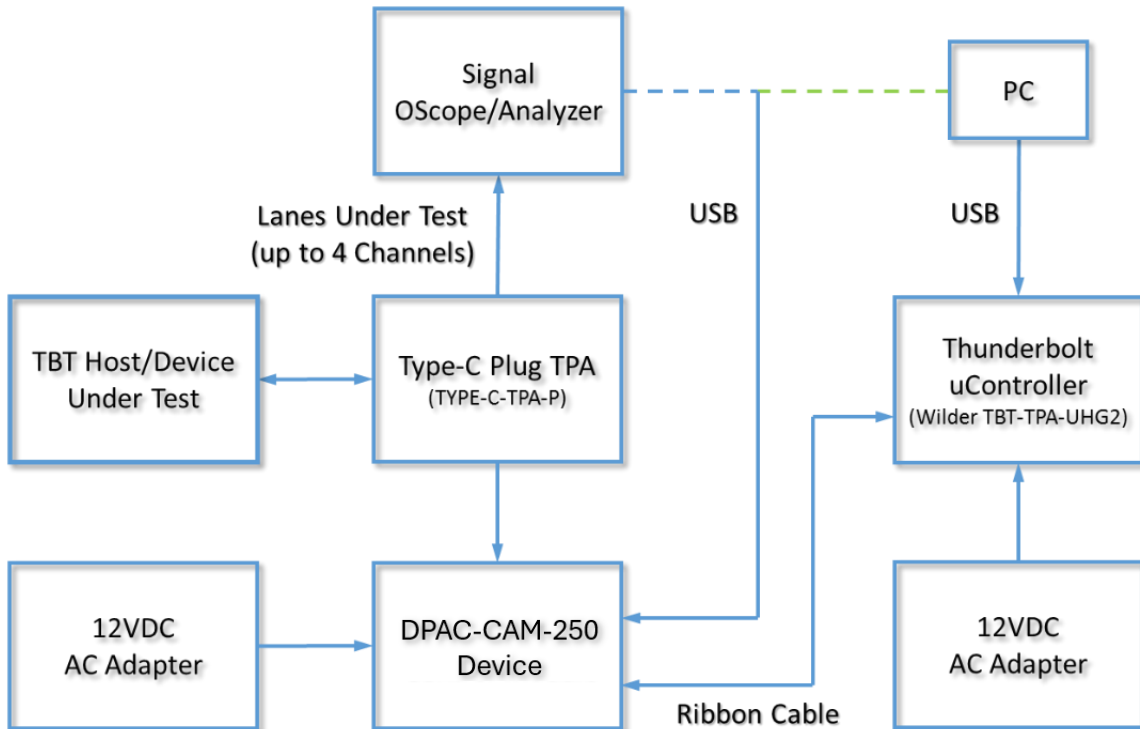 Signal
OScope/Analyzer
PC
Lanes Under Test
(up to 4 Channels)
USB
USB
TBT Host/Device
Under Test
Type-C Plug TPA
(TYPE-C-TPA-P)
Thunderbolt
uController
(Wilder TBT-TPA-UHG2)
12VDC
AC Adapter
DPAC-CAM-250
Device
12VDC
AC Adapter
Ribbon Cable